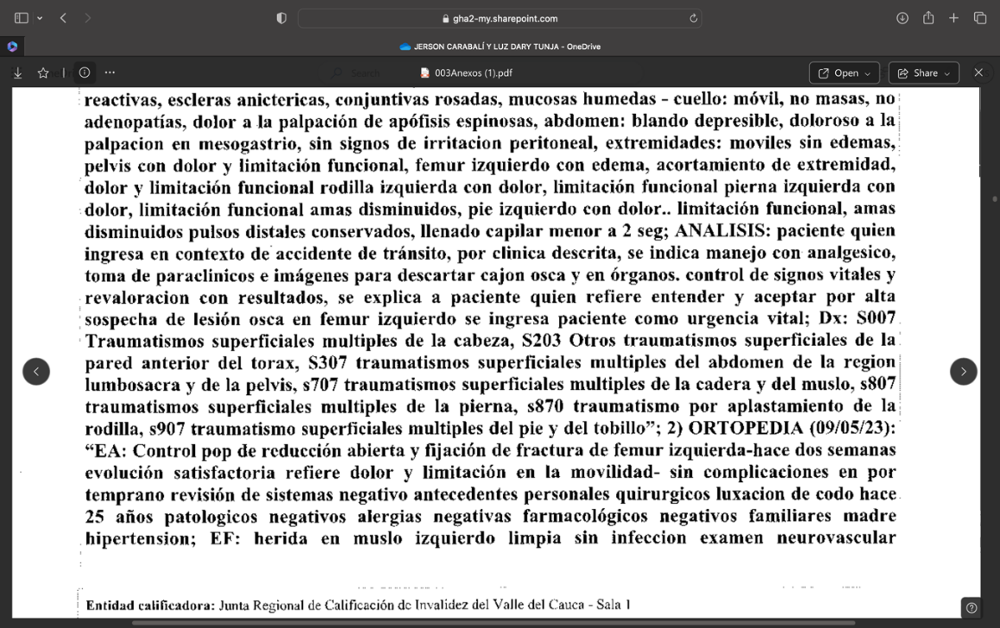 gha2-my.sharepoint.com
JERSON CARABALÍ Y LUZ DARY TUNJA - OneDrive
Search
003Anexos (1).pdf
Open
Share
reactivas, escleras anictericas, conjuntivas rosadas, mucosas humedas - cuello: móvil, no masas, no
adenopatías, dolor a la palpación de apófisis espinosas, abdomen: blando depresible, doloroso a la
palpacion en mesogastrio, sin signos de irritacion peritoneal, extremidades: moviles sin edemas,
pelvis con dolor y limitación funcional, femur izquierdo con edema, acortamiento de extremidad,
dolor y limitación funcional rodilla izquierda con dolor, limitación funcional pierna izquierda con
dolor, limitación funcional amas disminuidos, pie izquierdo con dolor.. limitación funcional, amas
disminuidos pulsos distales conservados, llenado capilar menor a 2 seg; ANALISIS: paciente quien
ingresa en contexto de accidente de tránsito, por clinica descrita, se indica manejo con analgesico,
toma de paraclinicos e imágenes para descartar cajon osca y en órganos. control de signos vitales y
revaloracion con resultados, se explica a paciente quien refiere entender y aceptar por alta
sospecha de lesión osca en femur izquierdo se ingresa paciente como urgencia vital; Dx: S007
Traumatismos superficiales multiples de la cabeza, S203 Otros traumatismos superficiales de la
pared anterior del torax, S307 traumatismos superficiales multiples del abdomen de la region
lumbosacra y de la pelvis, s707 traumatismos superficiales multiples de la cadera y del muslo, s807
traumatismos superficiales multiples de la pierna, s870 traumatismo por aplastamiento de la
rodilla, s907 traumatismo superficiales multiples del pie y del tobillo”; 2) ORTOPEDIA (09/05/23):
“EA: Control pop de reducción abierta y fijación de fractura de femur izquierda-hace dos semanas
evolución satisfactoria refiere dolor y limitación en la movilidad- sin complicaciones en por
temprano revisión de sistemas negativo antecedentes personales quirurgicos luxacion de codo hace
25 años patologicos negativos alergias negativas farmacológicos negativos familiares madre
hipertension; EF: herida en muslo izquierdo limpia sin infeccion examen neurovascular
Entidad calificadora: Junta Regional de Calificación de Invalidez del Valle del Cauca - Sala 1